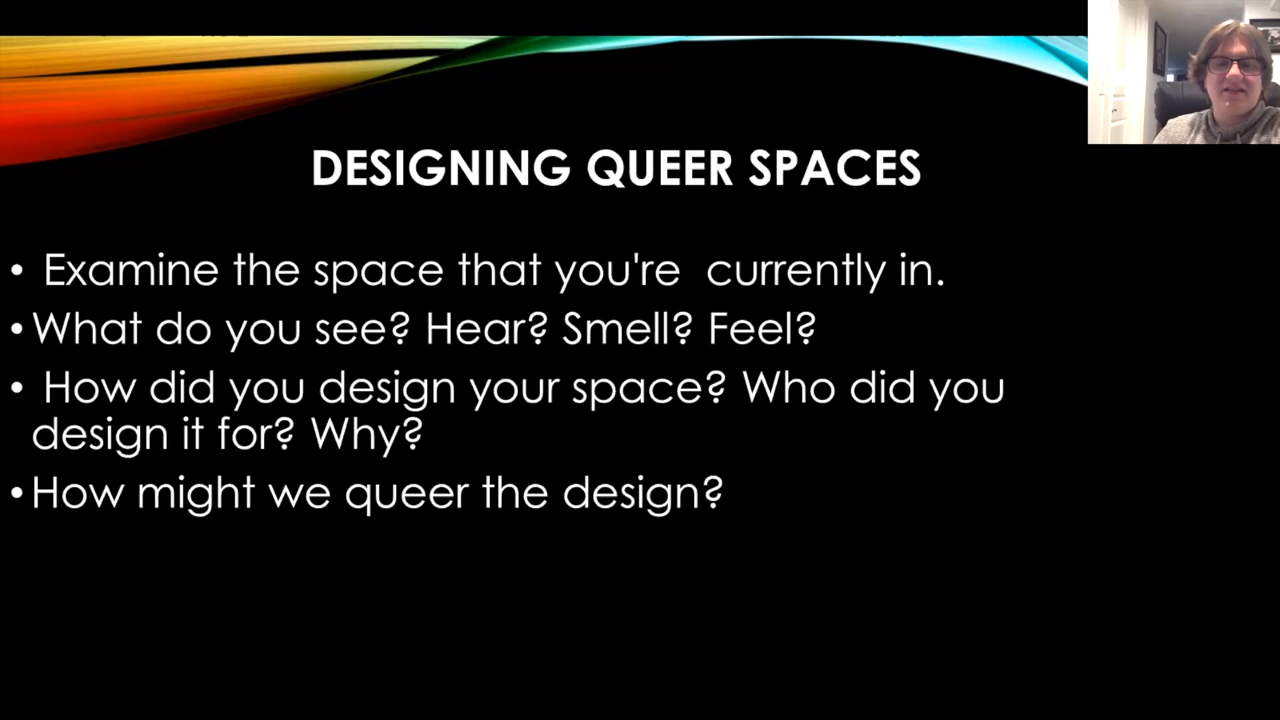 DESIGNING QUEER SPACES
• Examine the space that you're  currently in.
• What do you see? Hear? Smell? Feel?
• How did you design your space? Who did you
design it for? Why?
• How might we queer the design?